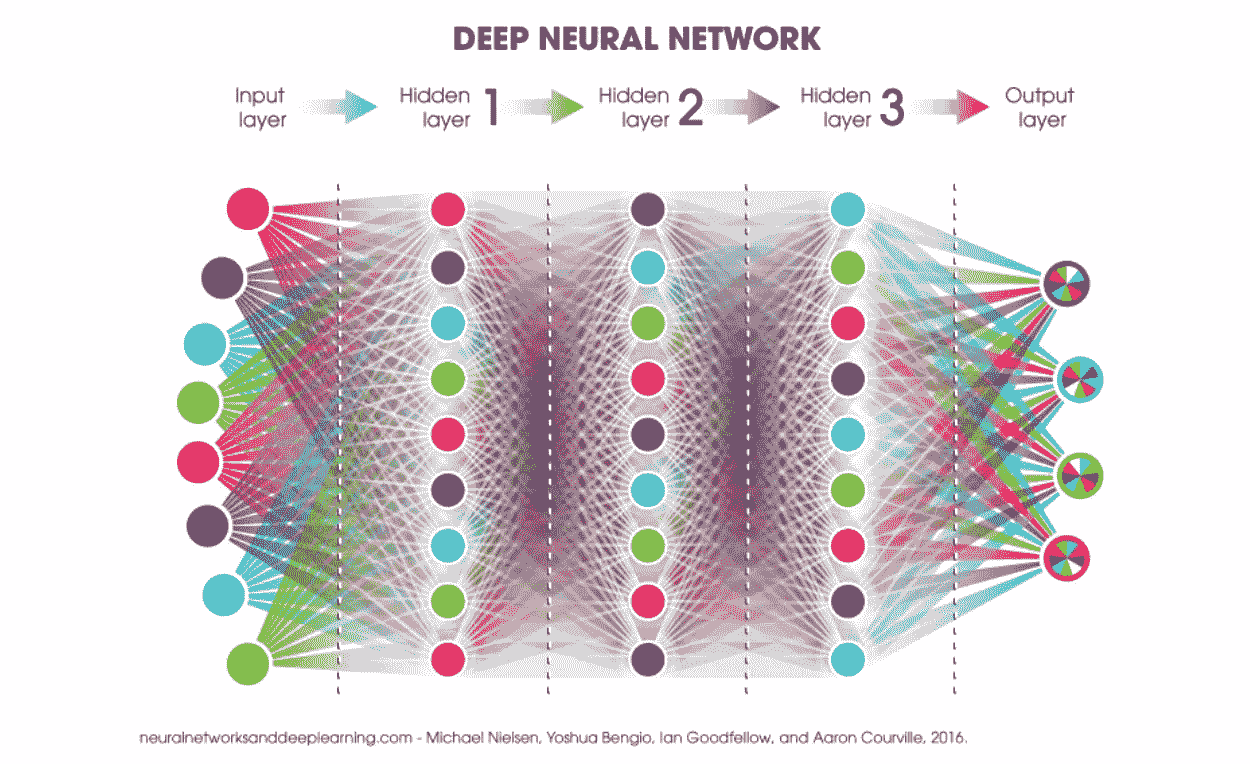 DEEP NEURAL NETWORK
Input layer
Hidden layer 1
Hidden layer 2
Hidden layer 3
Output layer
neuralnetworksanddeeplearning.com - Michael Nielsen, Yoshua Bengio, Ian Goodfellow, and Aaron Courville, 2016.